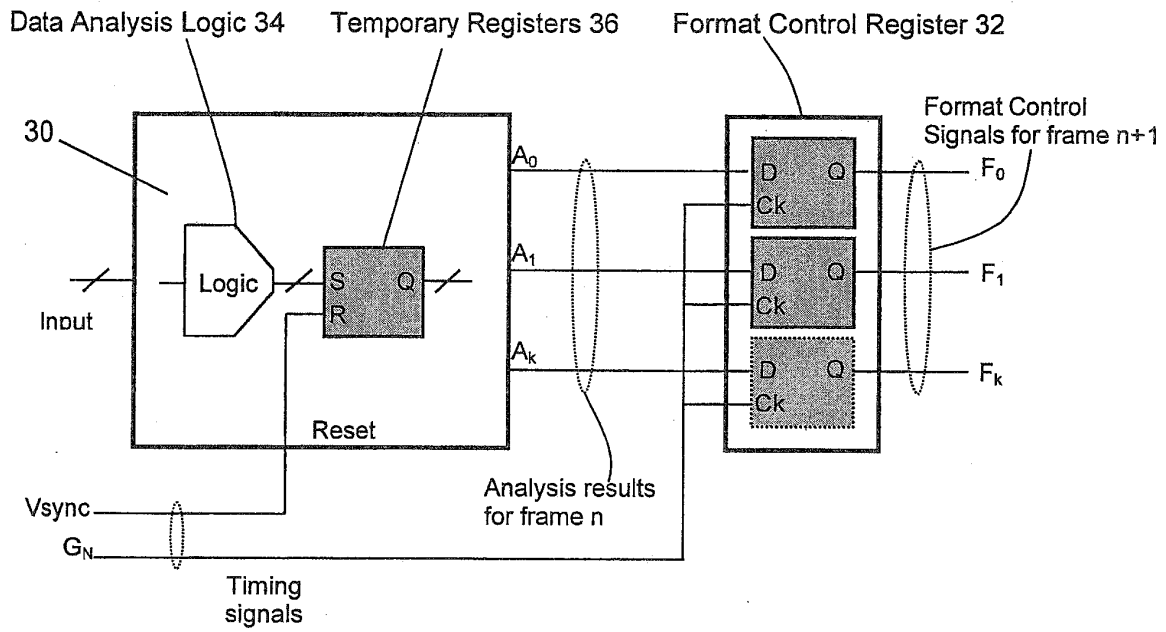 Data Analysis Logic 34
Temporary Registers 36
Format Control Register 32
30
Format Control
Signals for frame n+1
A0
D
Q
F0
Ck
Logic
S
Q
R
A1
D
Q
F1
Ck
Input
Ak
D
Q
Fk
Ck
Reset
Analysis results
for frame n
Vsync
GN
Timing
signals